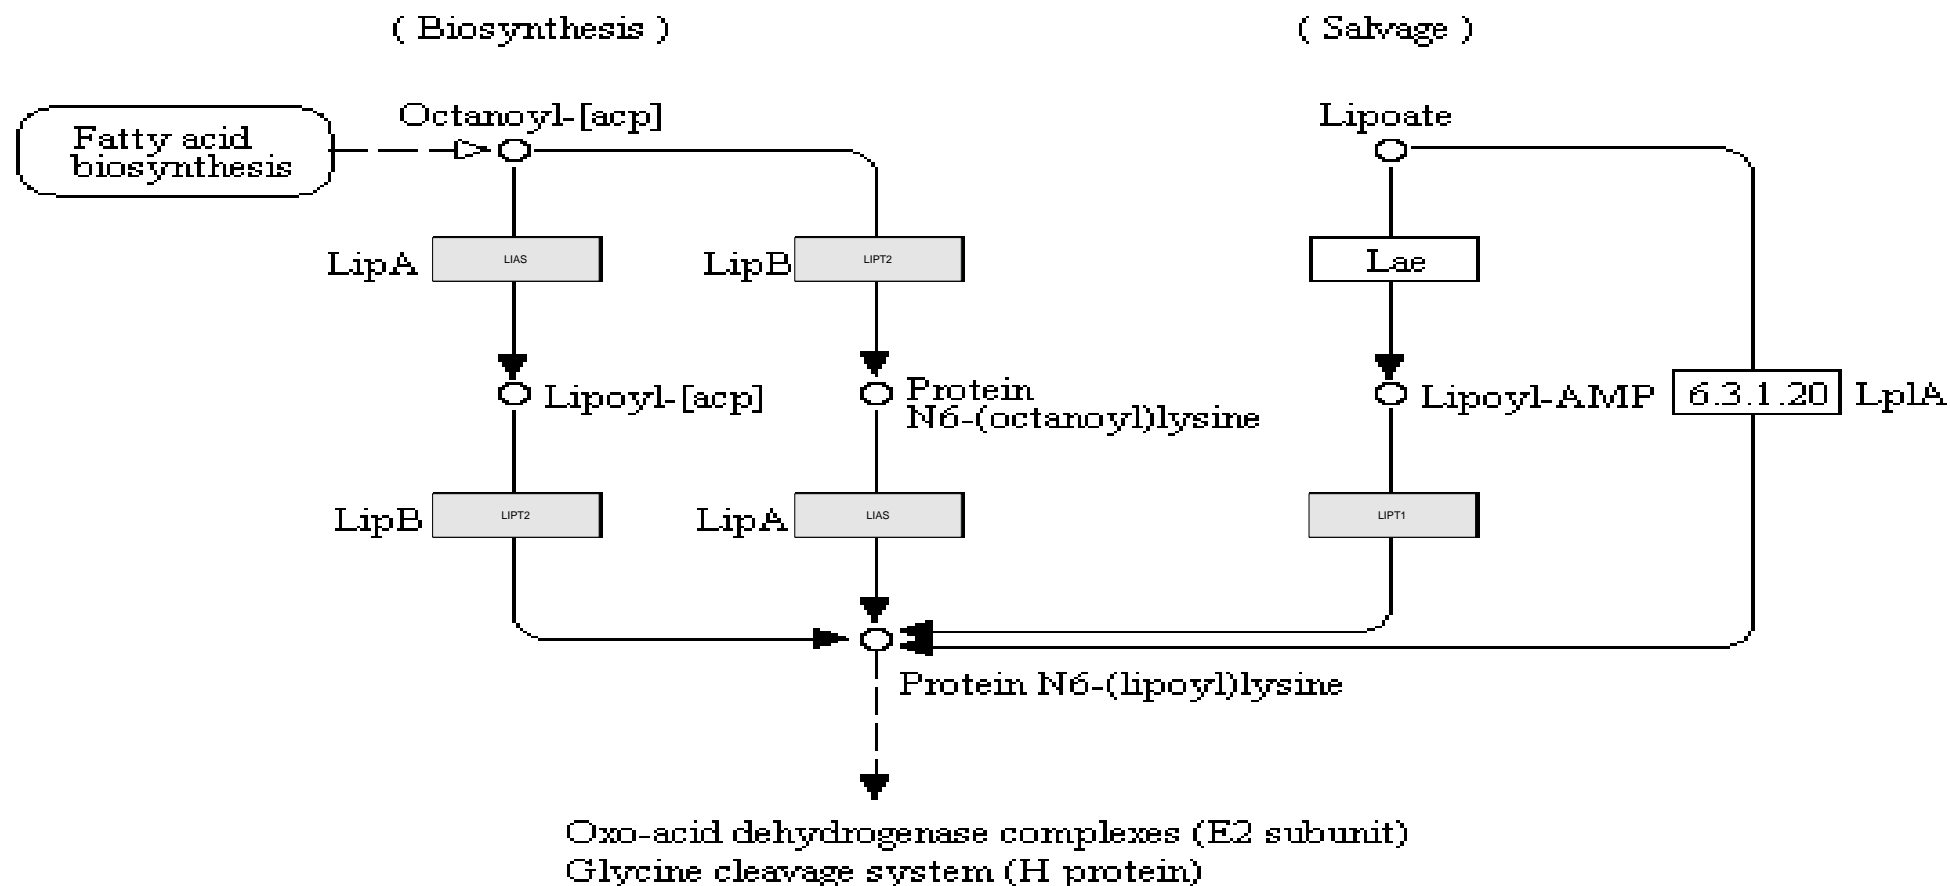 ( Biosynthesis )
( Salvage )
Octanoyl-[acp]
Lipoate
Fatty acid
biosynthesis
LipA
LIAS
LipB
LIPT2
Lae
Lipoyl-[acp]
Protein
N6-(octanoyl)lysine
Lipoyl-AMP
6.3.1.20
LplA
LipB
LIPT2
LipA
LIAS
LIPT1
Protein N6-(lipoyl)lysine
Oxo-acid dehydrogenase complexes (E2 subunit)
Glycine cleavage system (H protein)